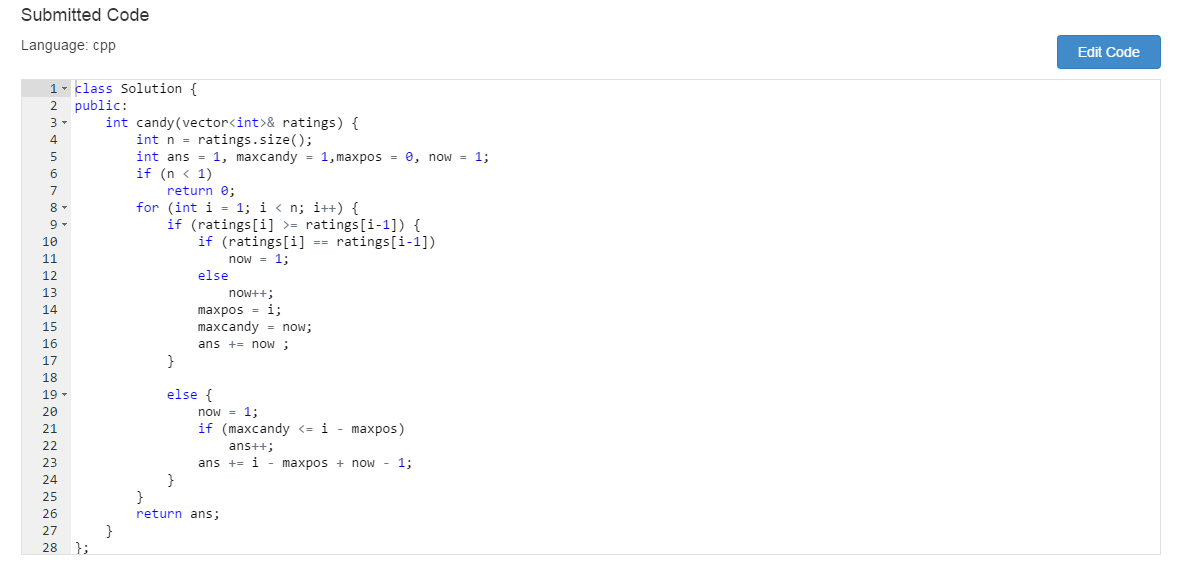 Submitted Code
Language: cpp
Edit Code
1 class Solution {
2 public:
3     int candy(vector<int>& ratings) {
4         int n = ratings.size();
5         int ans = 1, maxcandy = 1,maxpos = 0, now = 1;
6         if (n < 1)
7             return 0;
8         for (int i = 1; i < n; i++) {
9             if (ratings[i] >= ratings[i-1]) {
10                 if (ratings[i] == ratings[i-1])
11                     now = 1;
12                 else
13                     now++;
14                 maxpos = i;
15                 maxcandy = now;
16                 ans += now ;
17             }
18
19             else {
20                 now = 1;
21                 if (maxcandy <= i - maxpos)
22                     ans++;
23                 ans += i - maxpos + now - 1;
24             }
25         }
26         return ans;
27     }
28 };